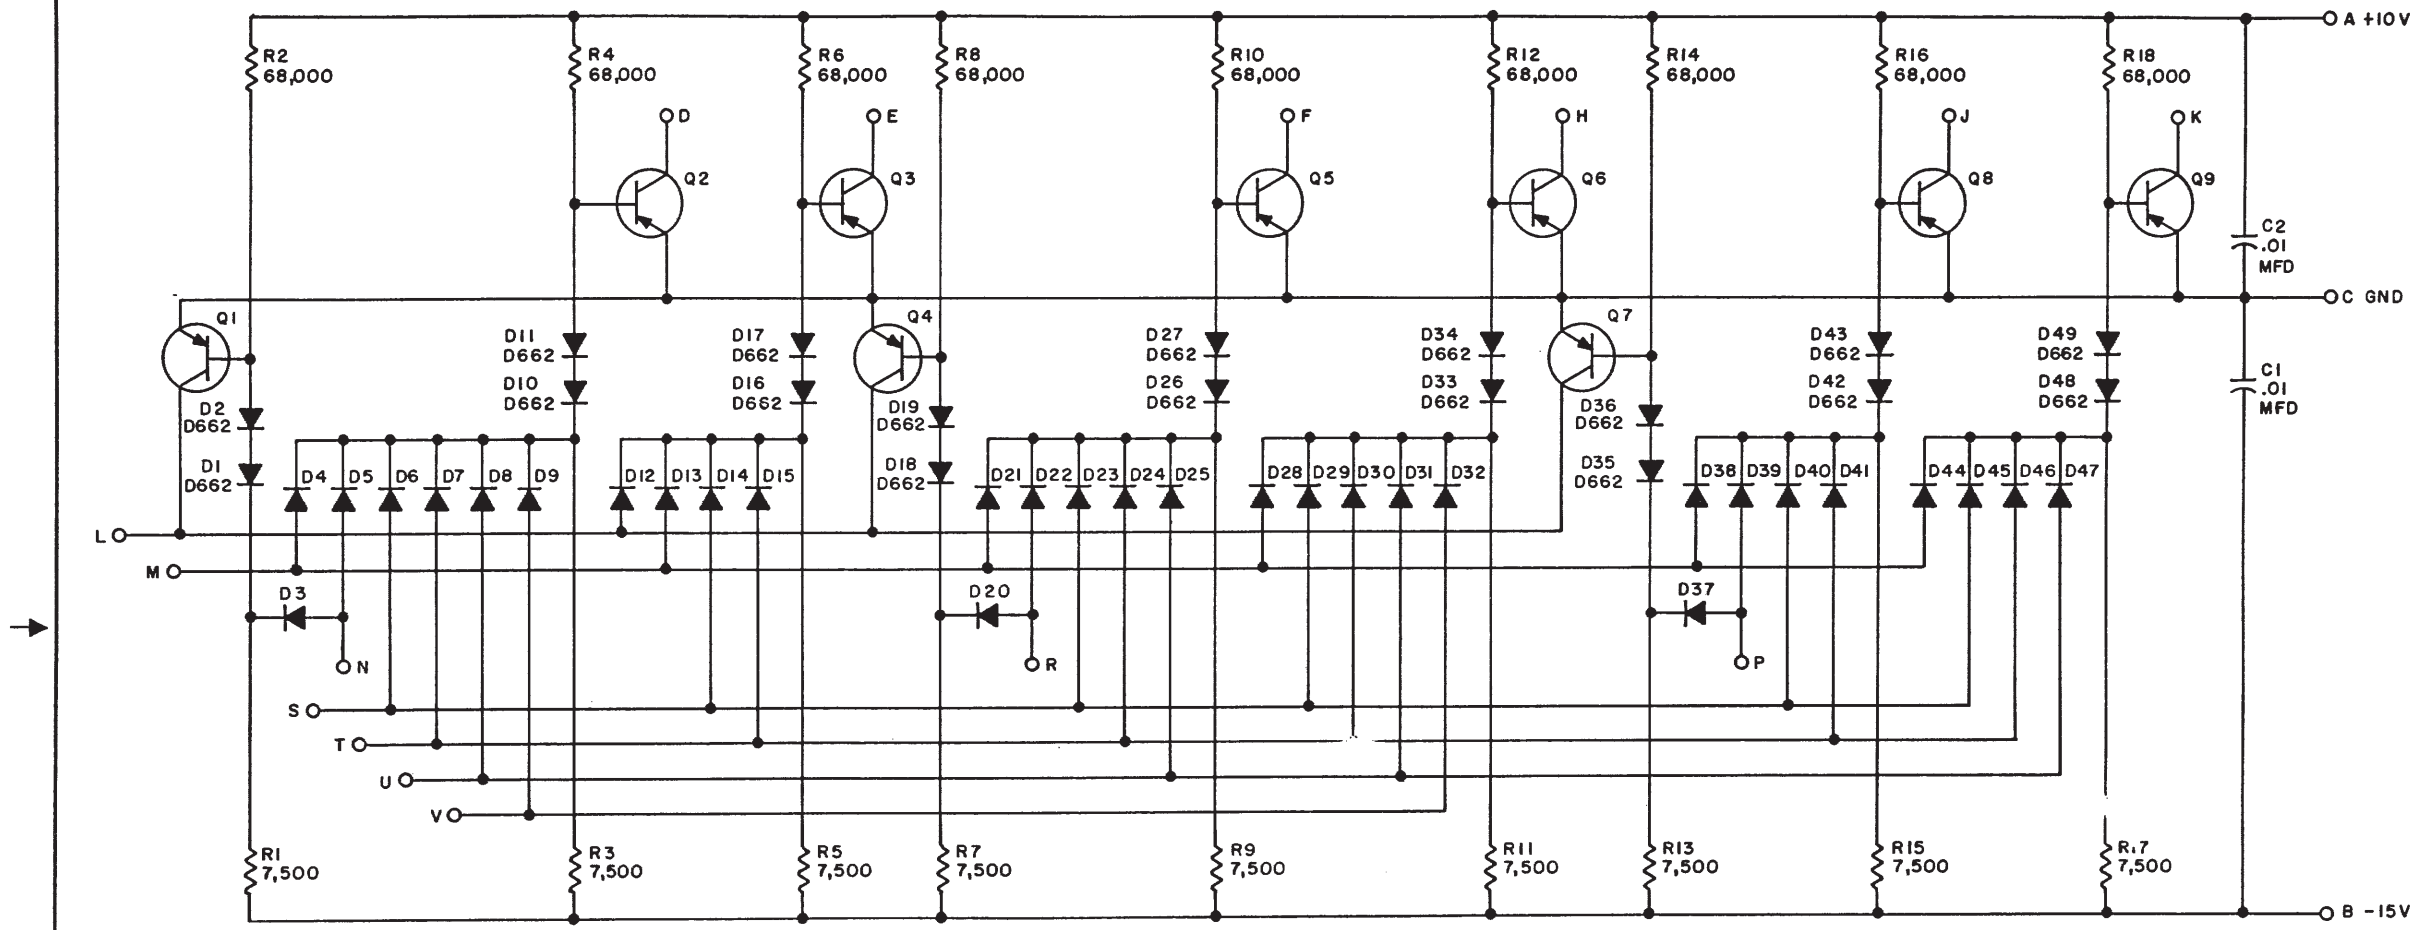 A +10V
R2
68,000
R4
68,000
R6
68,000
R8
68,000
R10
68,000
R12
68,000
R14
68,000
R16
68,000
R18
68,000
D
E
F
H
J
K
Q2
Q3
Q5
Q6
Q8
Q9
C2
.01
MFD
C GND
Q1
Q4
Q7
D11
D662
D17
D662
D27
D662
D34
D662
D43
D662
D49
D662
D10
D662
D16
D662
D26
D662
D33
D662
D42
D662
D48
D662
C1
.01
MFD
D2
D662
D19
D662
D36
D662
D1
D662
D18
D662
D35
D662
D4
D5
D6
D7
D8
D9
D12
D13
D14
D15
D21
D22
D23
D24
D25
D28
D29
D30
D31
D32
D38
D39
D40
D41
D44
D45
D46
D47
L
M
D3
D20
D37
N
R
P
S
T
U
V
R1
7,500
R3
7,500
R5
7,500
R7
7,500
R9
7,500
R11
7,500
R13
7,500
R15
7,500
R17
7,500
B -15V